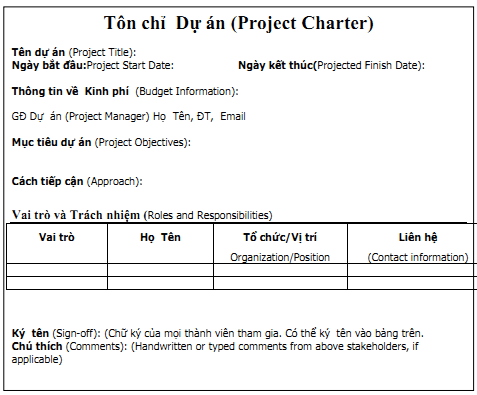 Tôn chỉ Dự án (Project Charter)
Tên dự án (Project Title):
Ngày bắt đầu:Project Start Date: Ngày kết thúc(Projected Finish Date):
Thông tin về Kinh phí (Budget Information):
GĐ Dự án (Project Manager) Họ Tên, ĐT, Email
Mục tiêu dự án (Project Objectives):
Cách tiếp cận (Approach):
Vai trò và Trách nhiệm (Roles and Responsibilities)
Vai trò Họ Tên Tổ chức/Vị trí Liên hệ
Organization/Position (Contact information)
Ký tên (Sign-off): (Chữ ký của mọi thành viên tham gia. Có thể ký tên vào bảng trên.
Chú thích (Comments): (Handwritten or typed comments from above stakeholders, if
applicable)